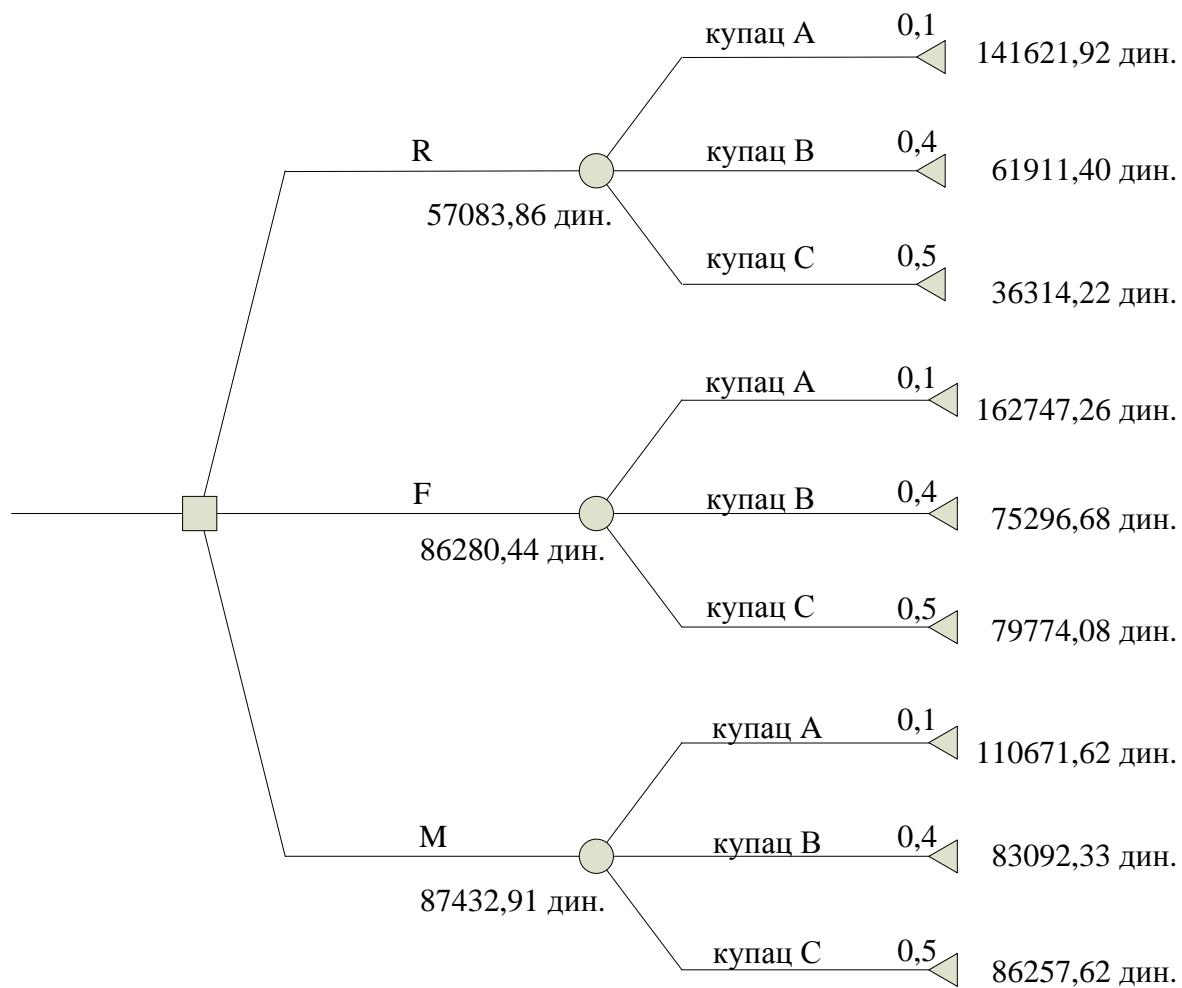 купац A 0,1 141621,92 дин.
R купац B 0,4 61911,40 дин.
57083,86 дин.
купац C 0,5 36314,22 дин.
купац A 0,1 162747,26 дин.
F купац B 0,4 75296,68 дин.
86280,44 дин.
купац C 0,5 79774,08 дин.
купац A 0,1 110671,62 дин.
M купац B 0,4 83092,33 дин.
87432,91 дин.
купац C 0,5 86257,62 дин.